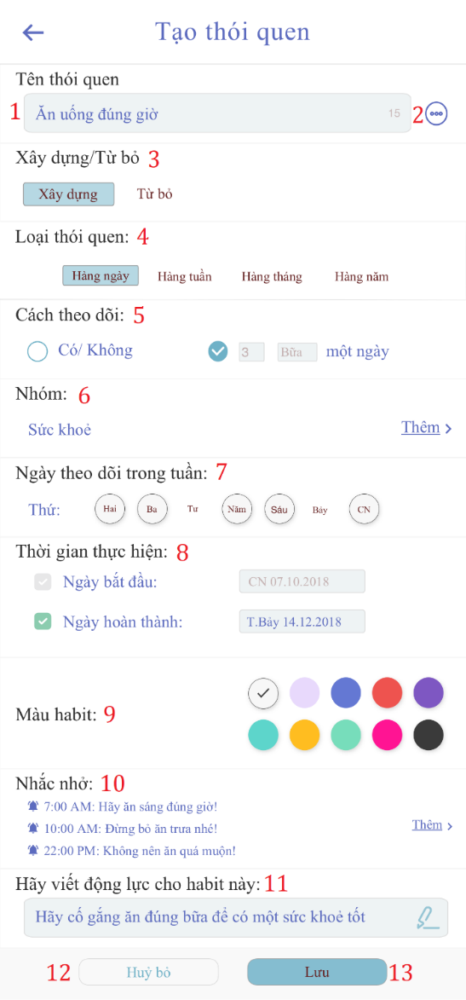 Tạo thói quen
Tên thói quen
1 Ăn uống đúng giờ 15 2
Xây dựng/Từ bỏ 3
Xây dựng Từ bỏ
Loại thói quen: 4
Hàng ngày Hàng tuần Hàng tháng Hàng năm
Cách theo dõi: 5
Có/ Không 3 Bữa một ngày
Nhóm: 6
Sức khoẻ Thêm >
Ngày theo dõi trong tuần: 7
Thứ: Hai Ba Tư Năm Sáu Bảy CN
Thời gian thực hiện: 8
Ngày bắt đầu: CN 07.10.2018
Ngày hoàn thành: T.Bảy 14.12.2018
Màu habit: 9
Nhắc nhở: 10
7:00 AM: Hãy ăn sáng đúng giờ!
10:00 AM: Đừng bỏ ăn trưa nhé!
Thêm >
22:00 PM: Không nên ăn quá muộn!
Hãy viết động lực cho habit này: 11
Hãy cố gắng ăn đúng bữa để có một sức khoẻ tốt
12 Huỷ bỏ Lưu 13